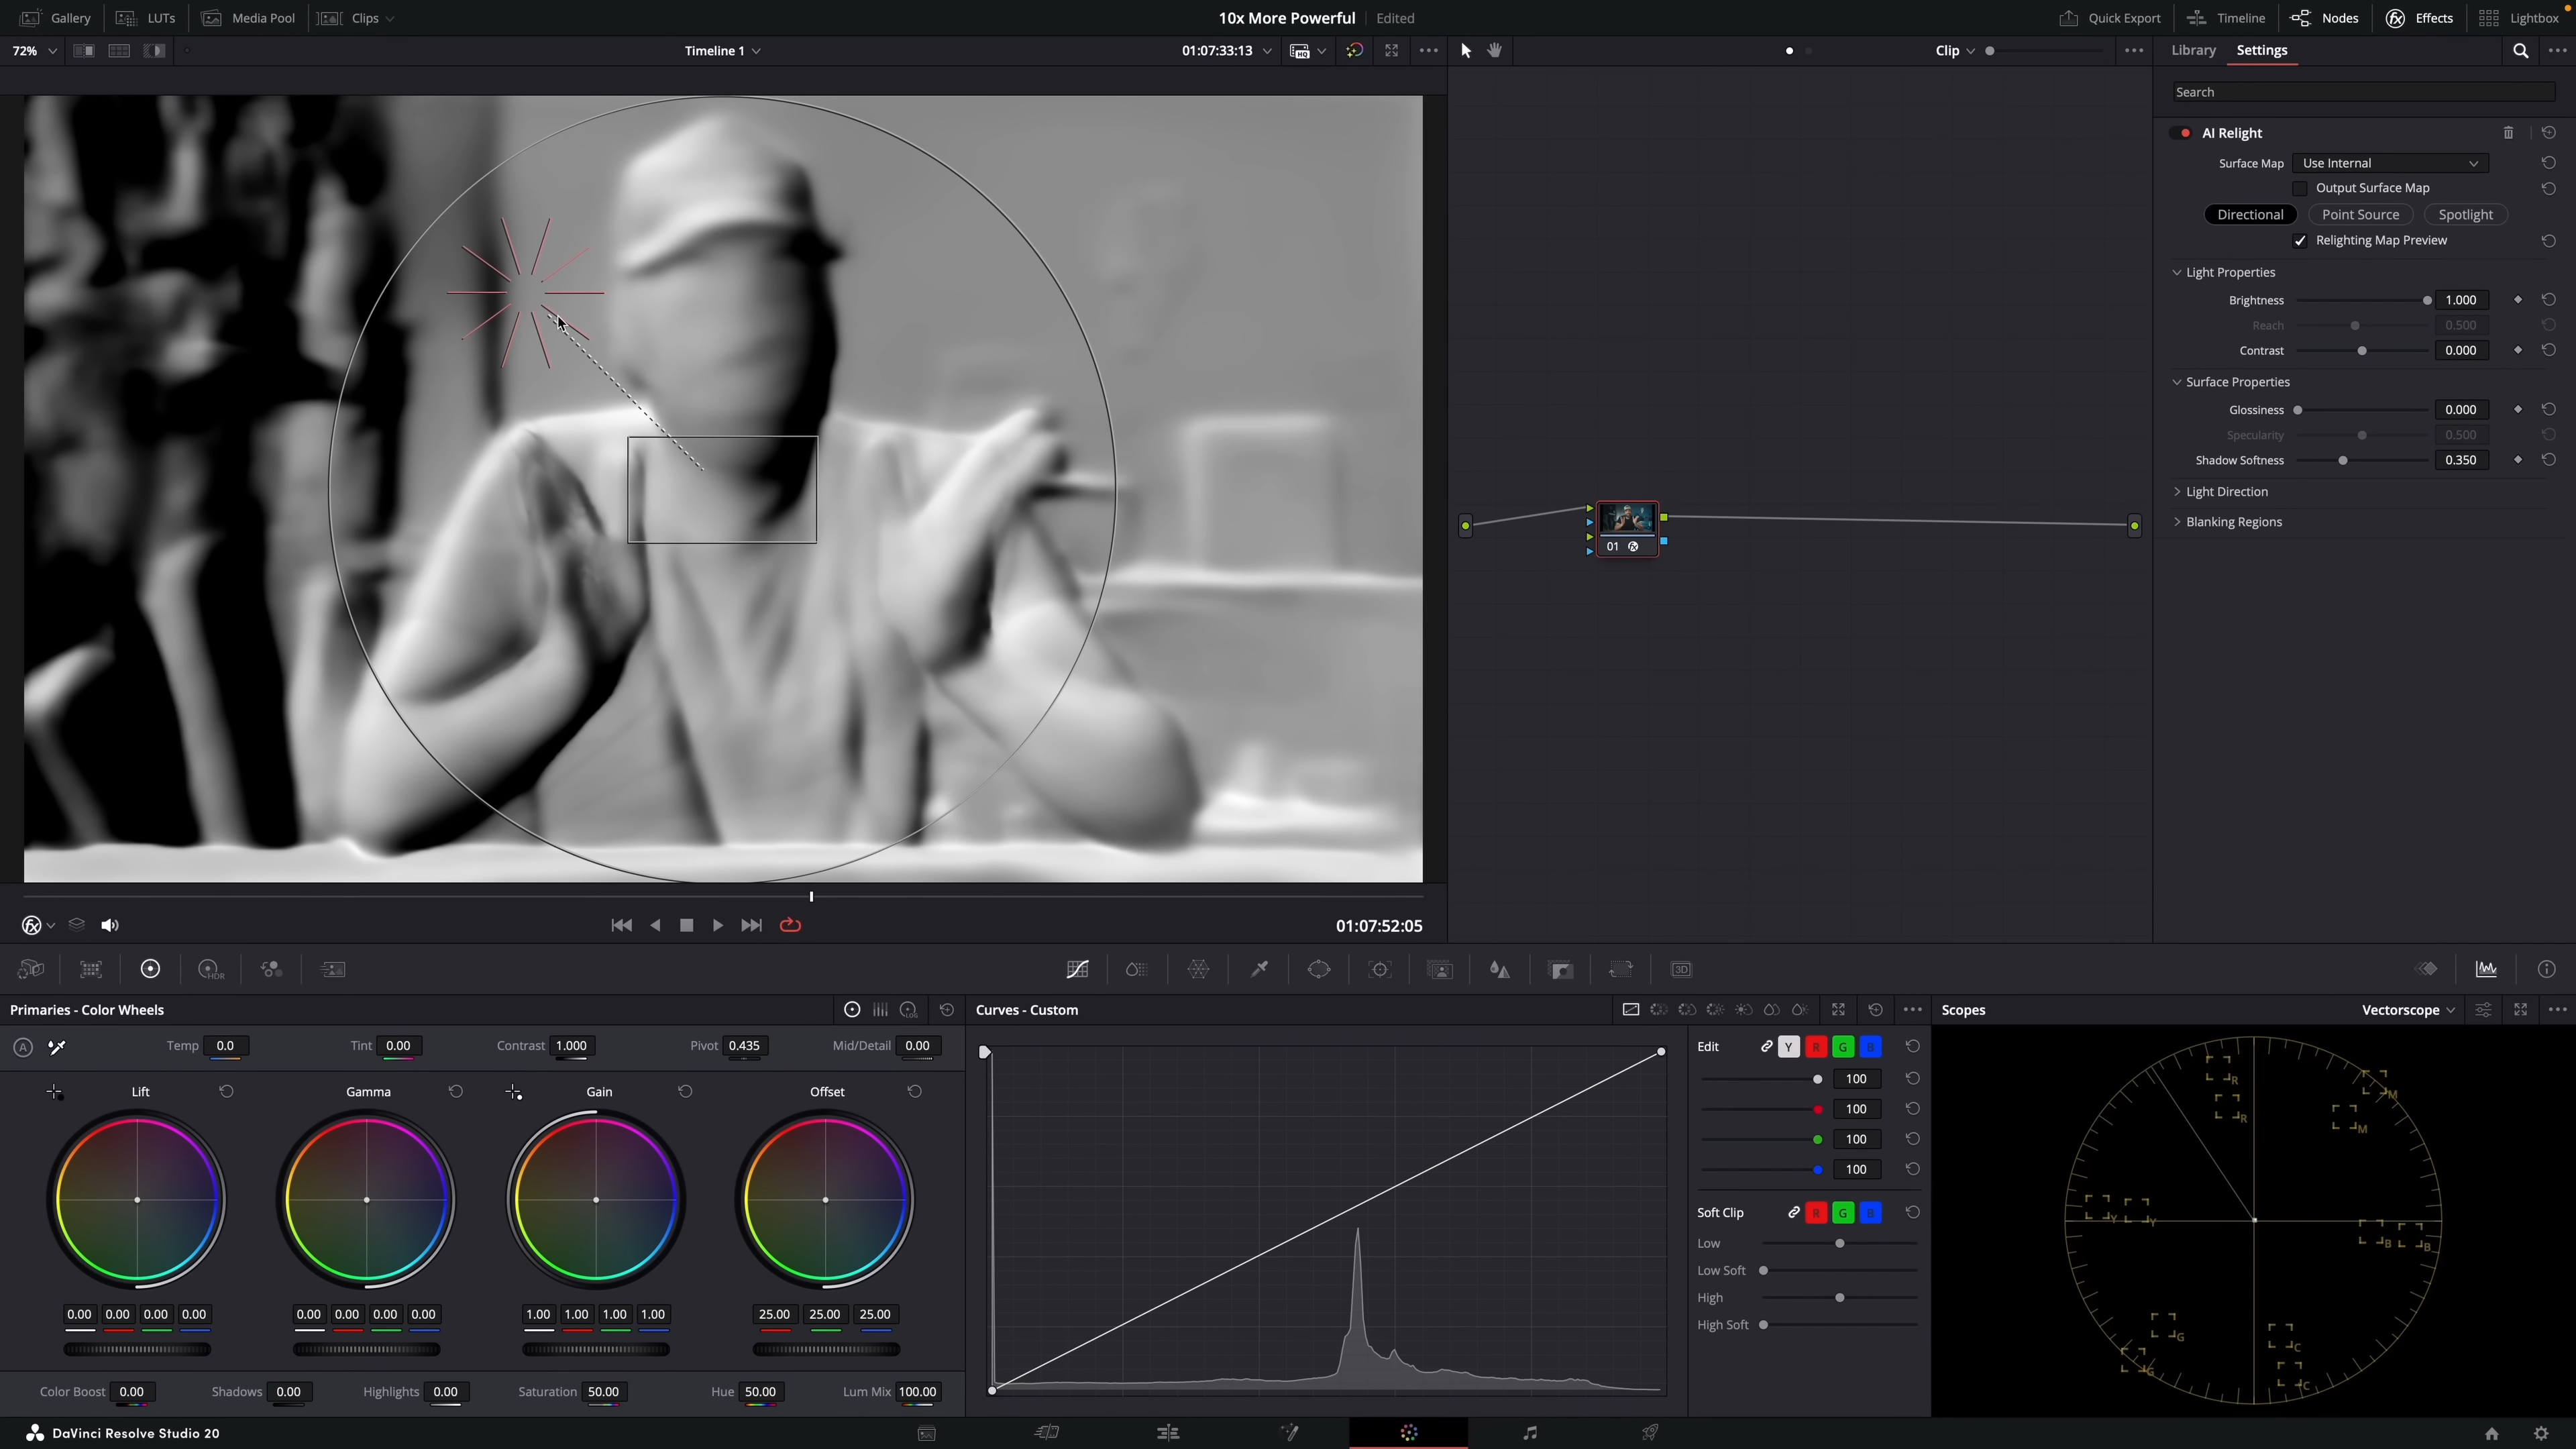 Gallery LUTs Media Pool Clips 10x More Powerful Edited Quick Export Timeline Nodes Effects Lightbox
72% Timeline 1 01:07:33:13 HQ Clip Library Settings
Search
AI Relight
Surface Map Use Internal
Output Surface Map
Directional Point Source Spotlight
Relighting Map Preview
Light Properties
Brightness 1.000
Reach 0.500
Contrast 0.000
Surface Properties
Glossiness 0.000
Specularity 0.500
Shadow Softness 0.350
Light Direction
Blanking Regions
01
01:07:52:05
HDR 3D
Primaries - Color Wheels LOG
Temp 0.0 Tint 0.00 Contrast 1.000 Pivot 0.435 Mid/Detail 0.00
Lift Gamma Gain Offset
0.00 0.00 0.00 0.00 0.00 0.00 0.00 0.00 1.00 1.00 1.00 1.00 25.00 25.00 25.00
Color Boost 0.00 Shadows 0.00 Highlights 0.00 Saturation 50.00 Hue 50.00 Lum Mix 100.00
Curves - Custom
Edit Y R G B
100
100
100
100
Soft Clip R G B
Low
Low Soft
High
High Soft
Scopes Vectorscope
R M
R M
Y Y B B
G C
G C
DaVinci Resolve Studio 20